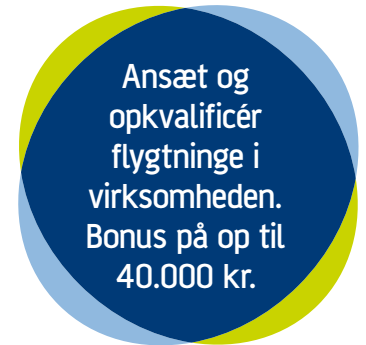 Ansæt og
opkvalificér
flygtninge i
virksomheden.
Bonus på op til
40.000 kr.